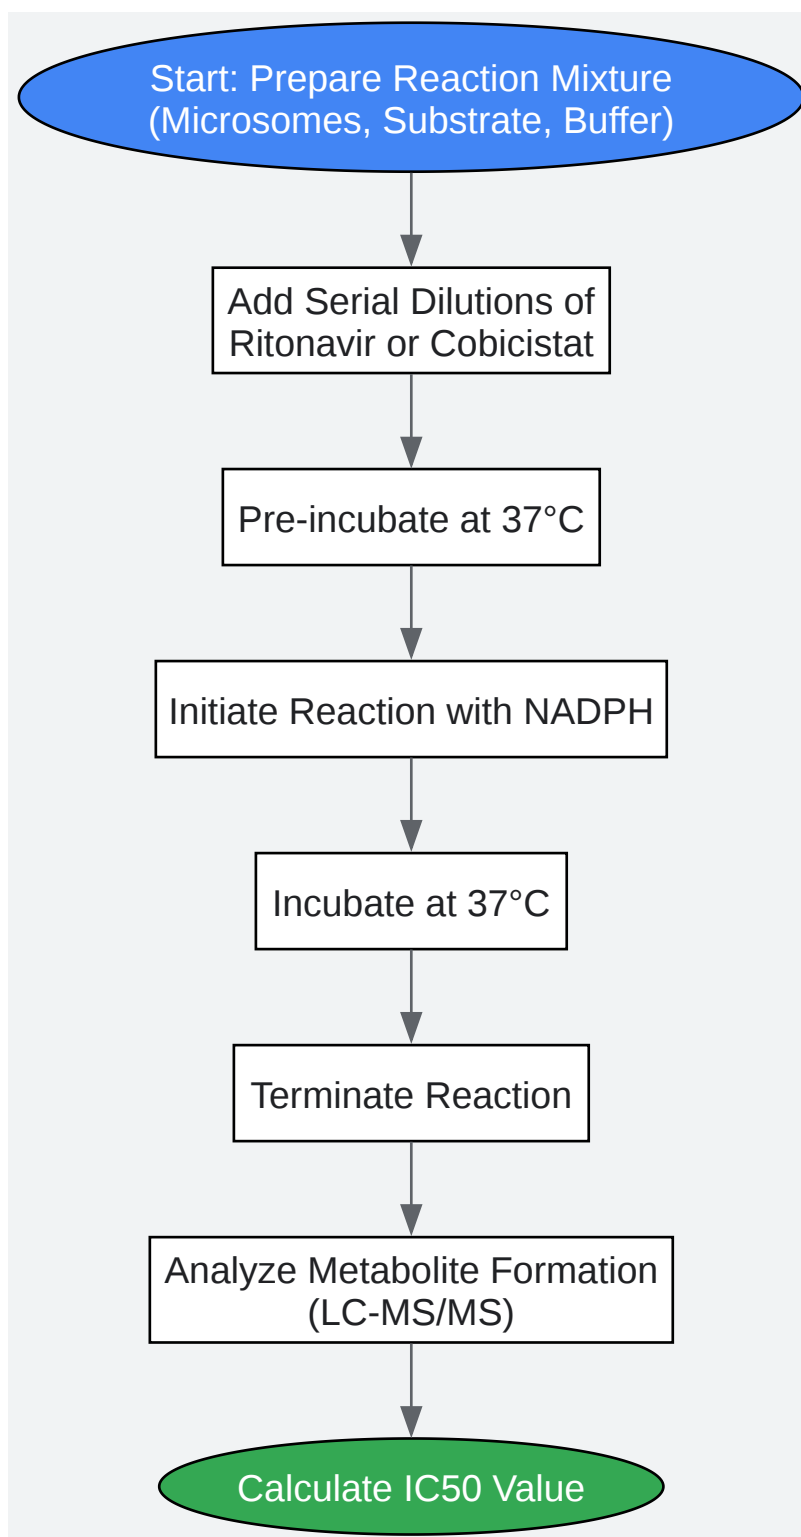 Start: Prepare Reaction Mixture
(Microsomes, Substrate, Buffer)
Add Serial Dilutions of
Ritonavir or Cobicistat
Pre-incubate at 37°C
Initiate Reaction with NADPH
Incubate at 37°C
Terminate Reaction
Analyze Metabolite Formation
(LC-MS/MS)
Calculate IC50 Value